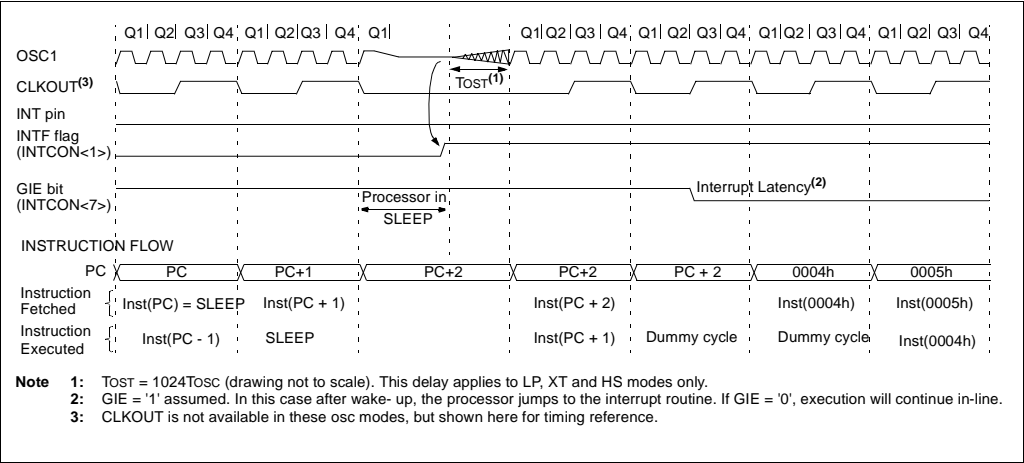 Q1| Q2| Q3| Q4| Q1| Q2| Q3| Q4| Q1| Q1| Q2| Q3| Q4| Q1| Q2| Q3| Q4| Q1| Q2| Q3| Q4| Q1| Q2| Q3| Q4
OSC1
TOST(1)
CLKOUT(3)
INT pin
INTF flag
(INTCON<1>)
GIE bit
(INTCON<7>)
Processor in
SLEEP
Interrupt Latency(2)
INSTRUCTION FLOW
PC PC PC+1 PC+2 PC+2 PC + 2 0004h 0005h
Instruction
Fetched
Inst(PC) = SLEEP Inst(PC + 1) Inst(PC + 2) Inst(0004h) Inst(0005h)
Instruction
Executed
Inst(PC - 1) SLEEP Inst(PC + 1) Dummy cycle Dummy cycle Inst(0004h)
Note 1: TOST = 1024TOSC (drawing not to scale). This delay applies to LP, XT and HS modes only.
2: GIE = '1' assumed. In this case after wake- up, the processor jumps to the interrupt routine. If GIE = '0', execution will continue in-line.
3: CLKOUT is not available in these osc modes, but shown here for timing reference.